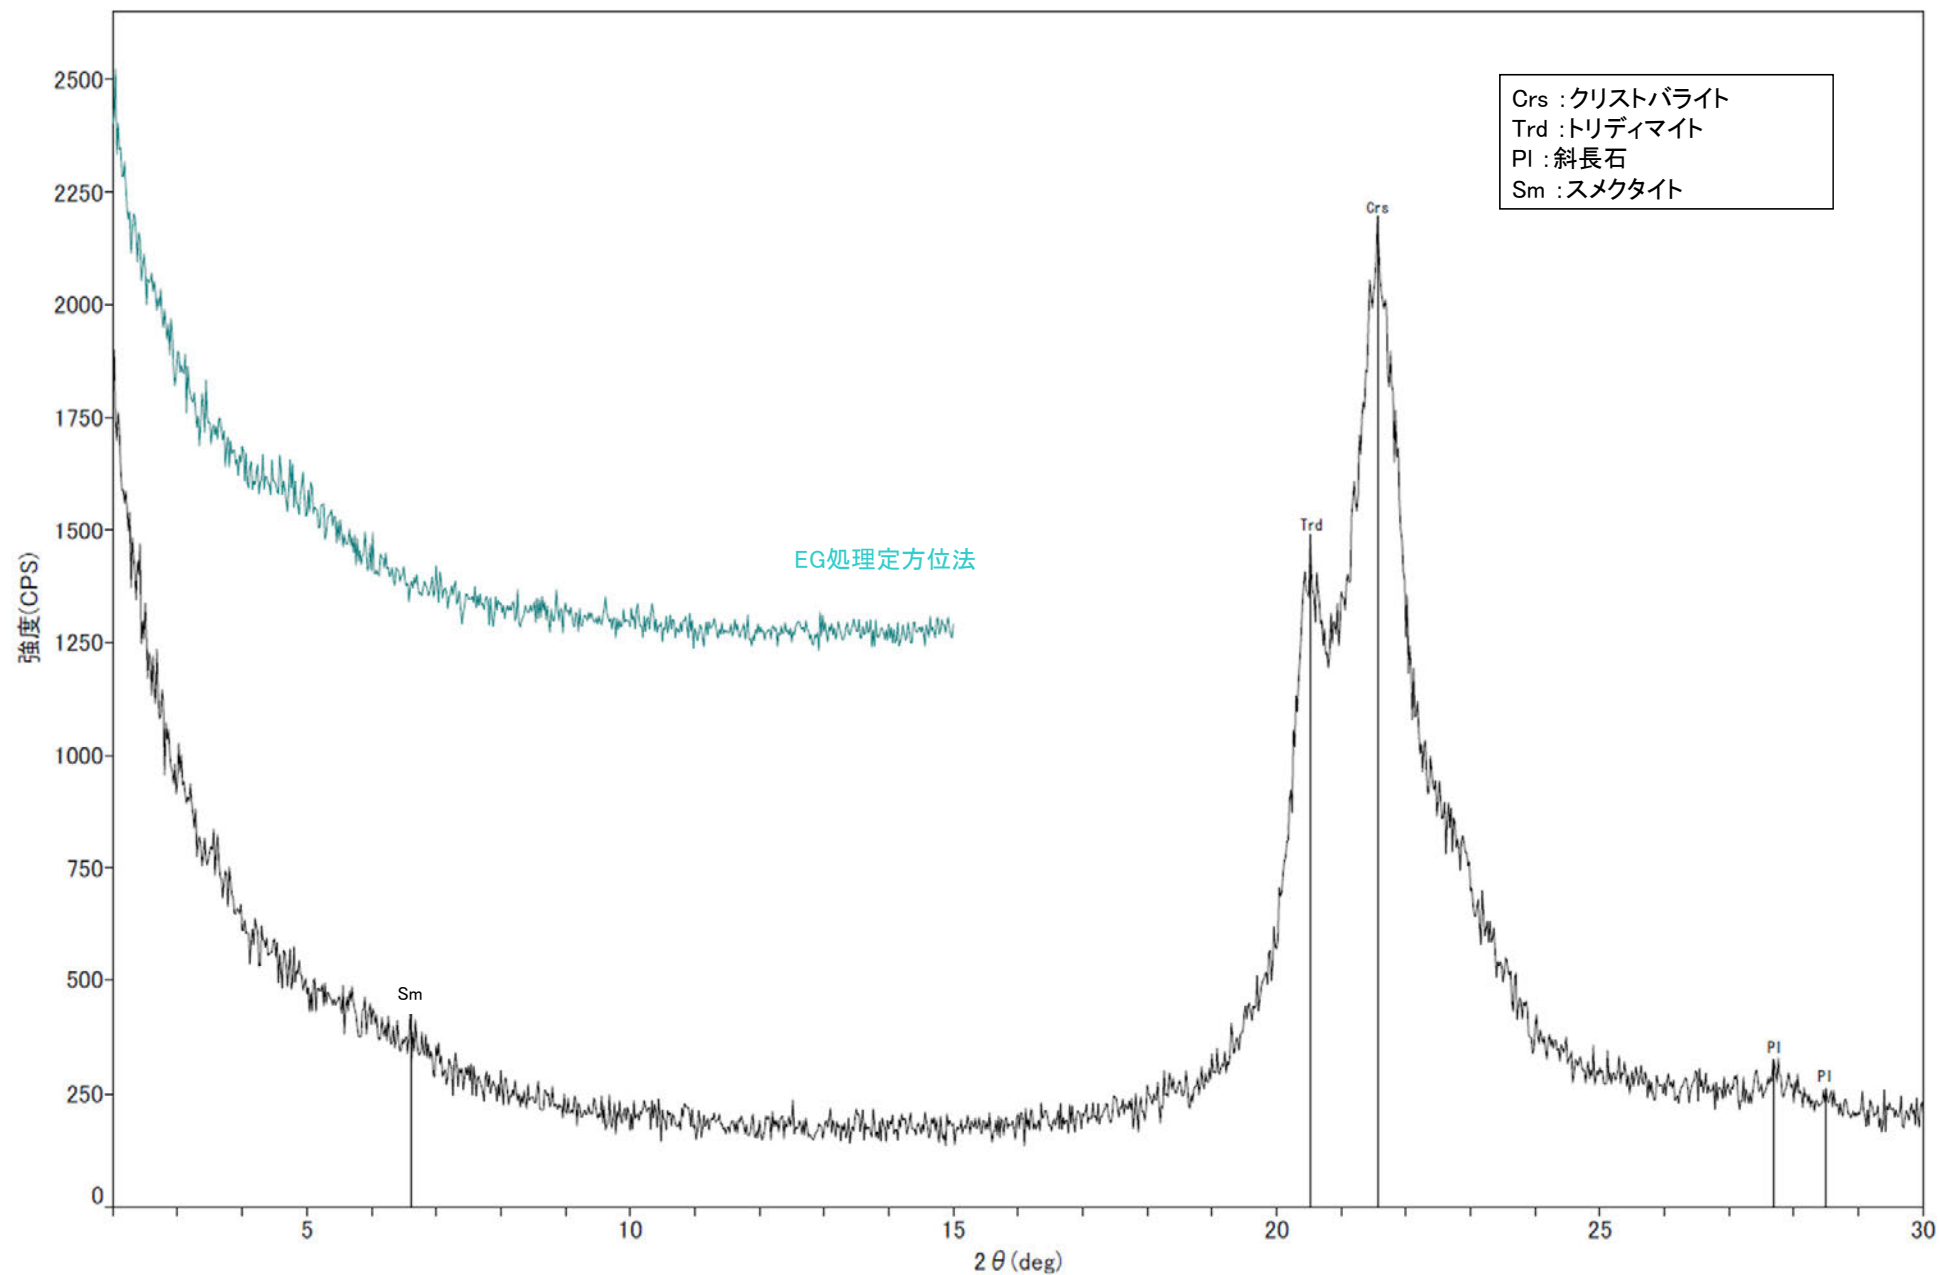 2500
2250
2000
1750
1500
1250
1000
750
500
250
0
強度(CPS)
Crs :クリストバライト
Trd :トリディマイト
Pl :斜長石
Sm :スメクタイト
Crs
Trd
EG処理定方位法
Sm
Pl
Pl
5
10
15
20
25
30
2θ(deg)